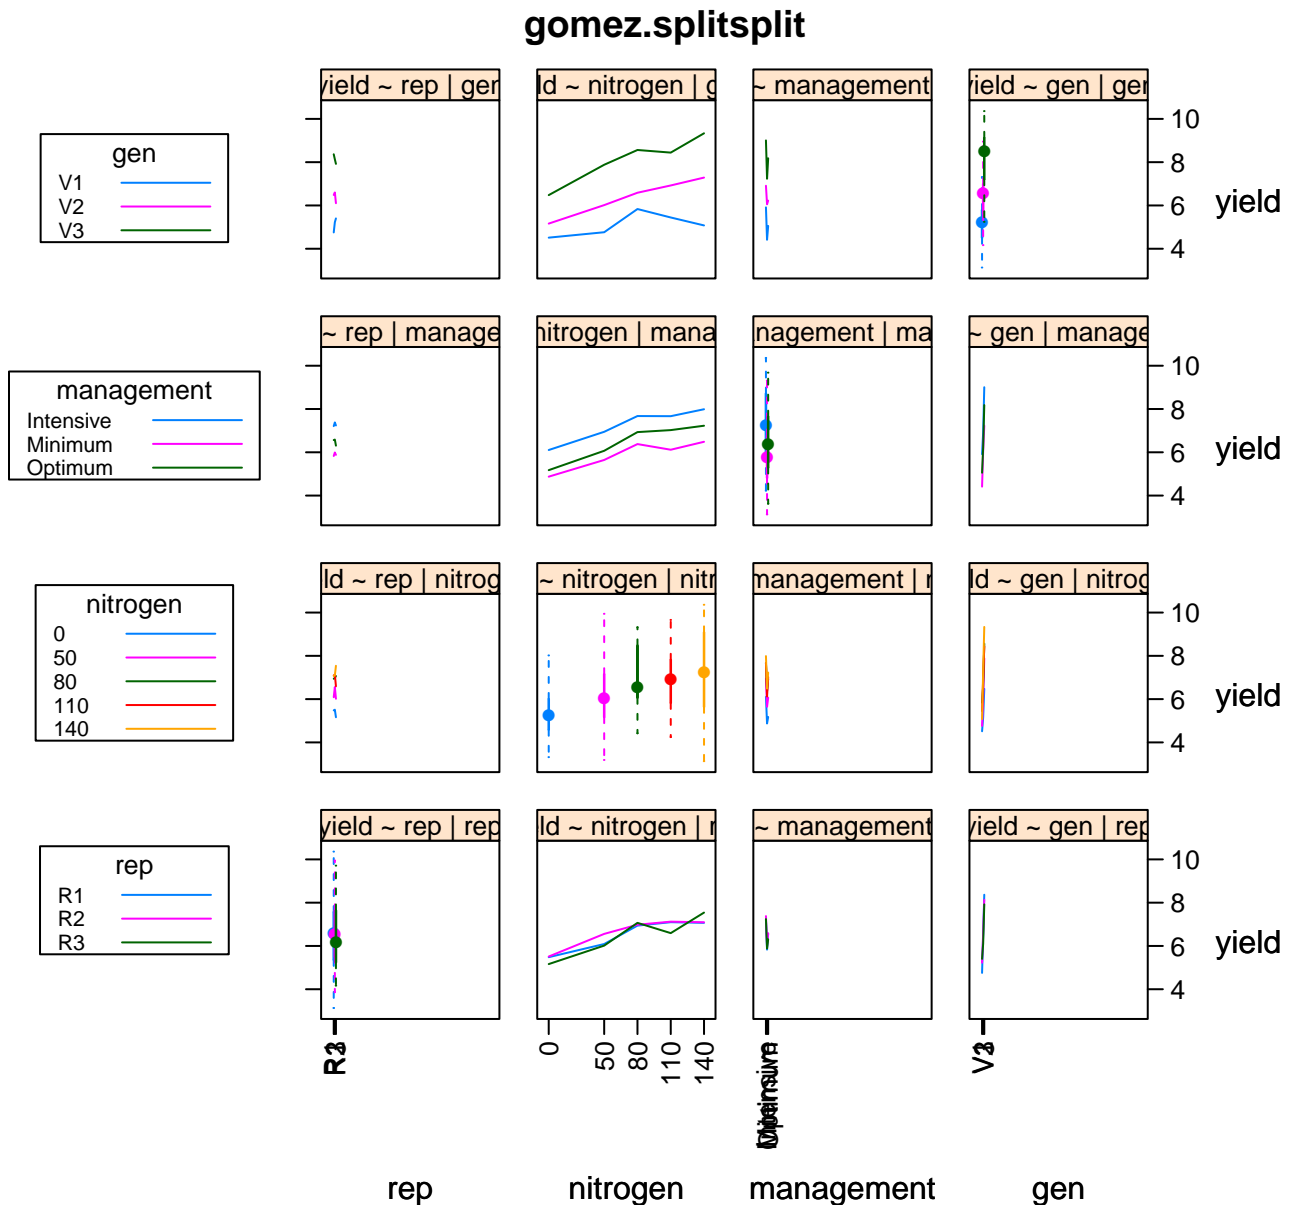 gomez.splitsplit
yield ~ rep | gen
ld ~ nitrogen | g
~ management
yield ~ gen | gen
gen
V1
V2
V3
10
8
6
4
yield
~ rep | manage
nitrogen | mana
nagement | ma
~ gen | manage
management
Intensive
Minimum
Optimum
10
8
6
4
yield
ld ~ rep | nitrog
~ nitrogen | nitr
management | n
ld ~ gen | nitrog
nitrogen
0
50
80
110
140
10
8
6
4
yield
yield ~ rep | rep
ld ~ nitrogen | r
~ management
yield ~ gen | rep
rep
R1
R2
R3
10
8
6
4
yield
0
50
80
110
140
rep
nitrogen
management
gen